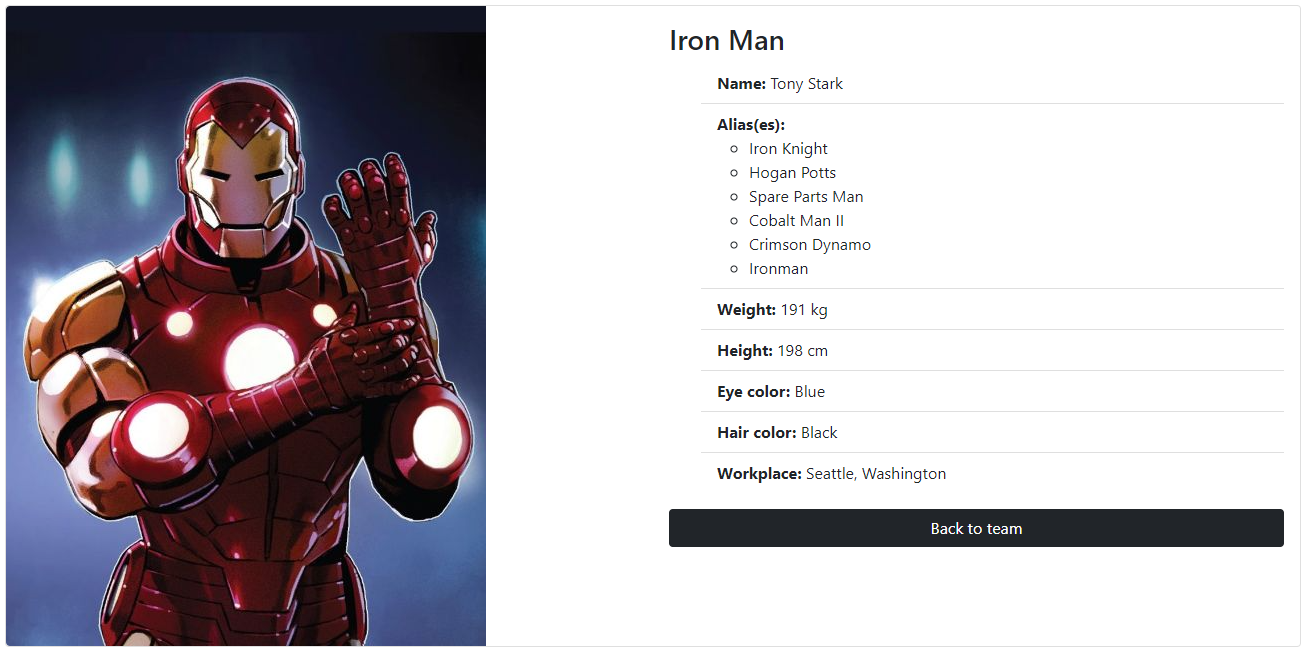 Iron Man
Name: Tony Stark
Alias(es):
Iron Knight
Hogan Potts
Spare Parts Man
Cobalt Man II
Crimson Dynamo
Ironman
Weight: 191 kg
Height: 198 cm
Eye color: Blue
Hair color: Black
Workplace: Seattle, Washington
Back to team